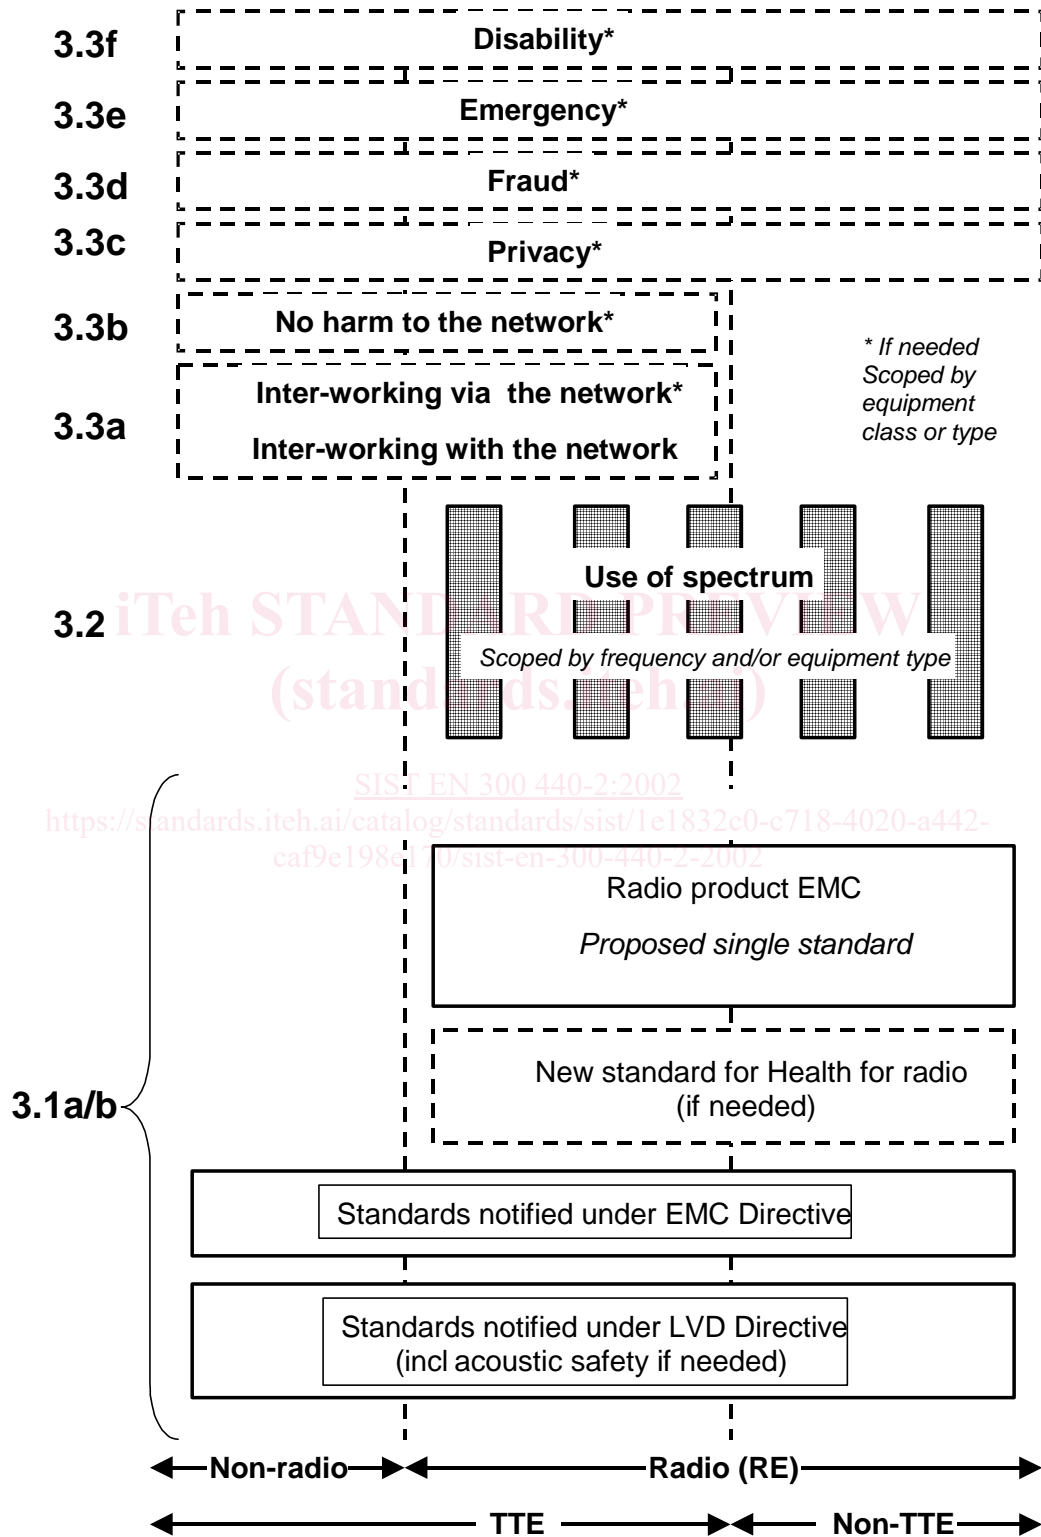 3.3f
Disability*
3.3e
Emergency*
3.3d
Fraud*
3.3c
Privacy*
3.3b
No harm to the network*
* If needed
Scoped by
equipment
class or type
3.3a
Inter-working via the network*
Inter-working with the network
3.2
Use of spectrum
Scoped by frequency and/or equipment type
iTeh STANDARD PREVIEW
(standards.iteh.ai)
SIST EN 300 440-2:2002
https://standards.iteh.ai/catalog/standards/sist/1e1832c0-c718-4020-a442-
caf9e198e170/sist-en-300-440-2-2002
Radio product EMC
Proposed single standard
New standard for Health for radio
(if needed)
3.1a/b
Standards notified under EMC Directive
Standards notified under LVD Directive
(incl acoustic safety if needed)
Non-radio
Radio (RE)
TTE
Non-TTE